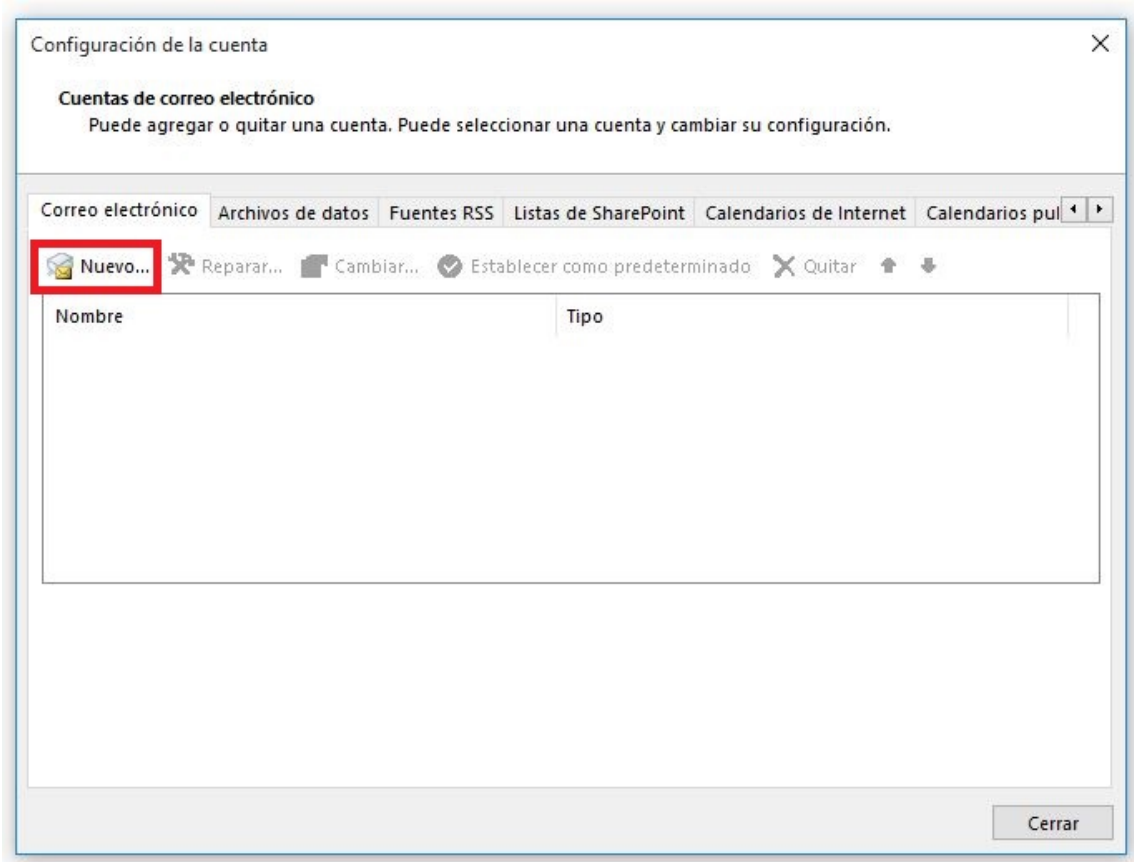 Configuración de la cuenta
Cuentas de correo electrónico
Puede agregar o quitar una cuenta. Puede seleccionar una cuenta y cambiar su configuración.
Correo electrónico Archivos de datos Fuentes RSS Listas de SharePoint Calendarios de Internet Calendarios pul
Nuevo... Reparar... Cambiar... Establecer como predeterminado Quitar
Nombre Tipo
Cerrar